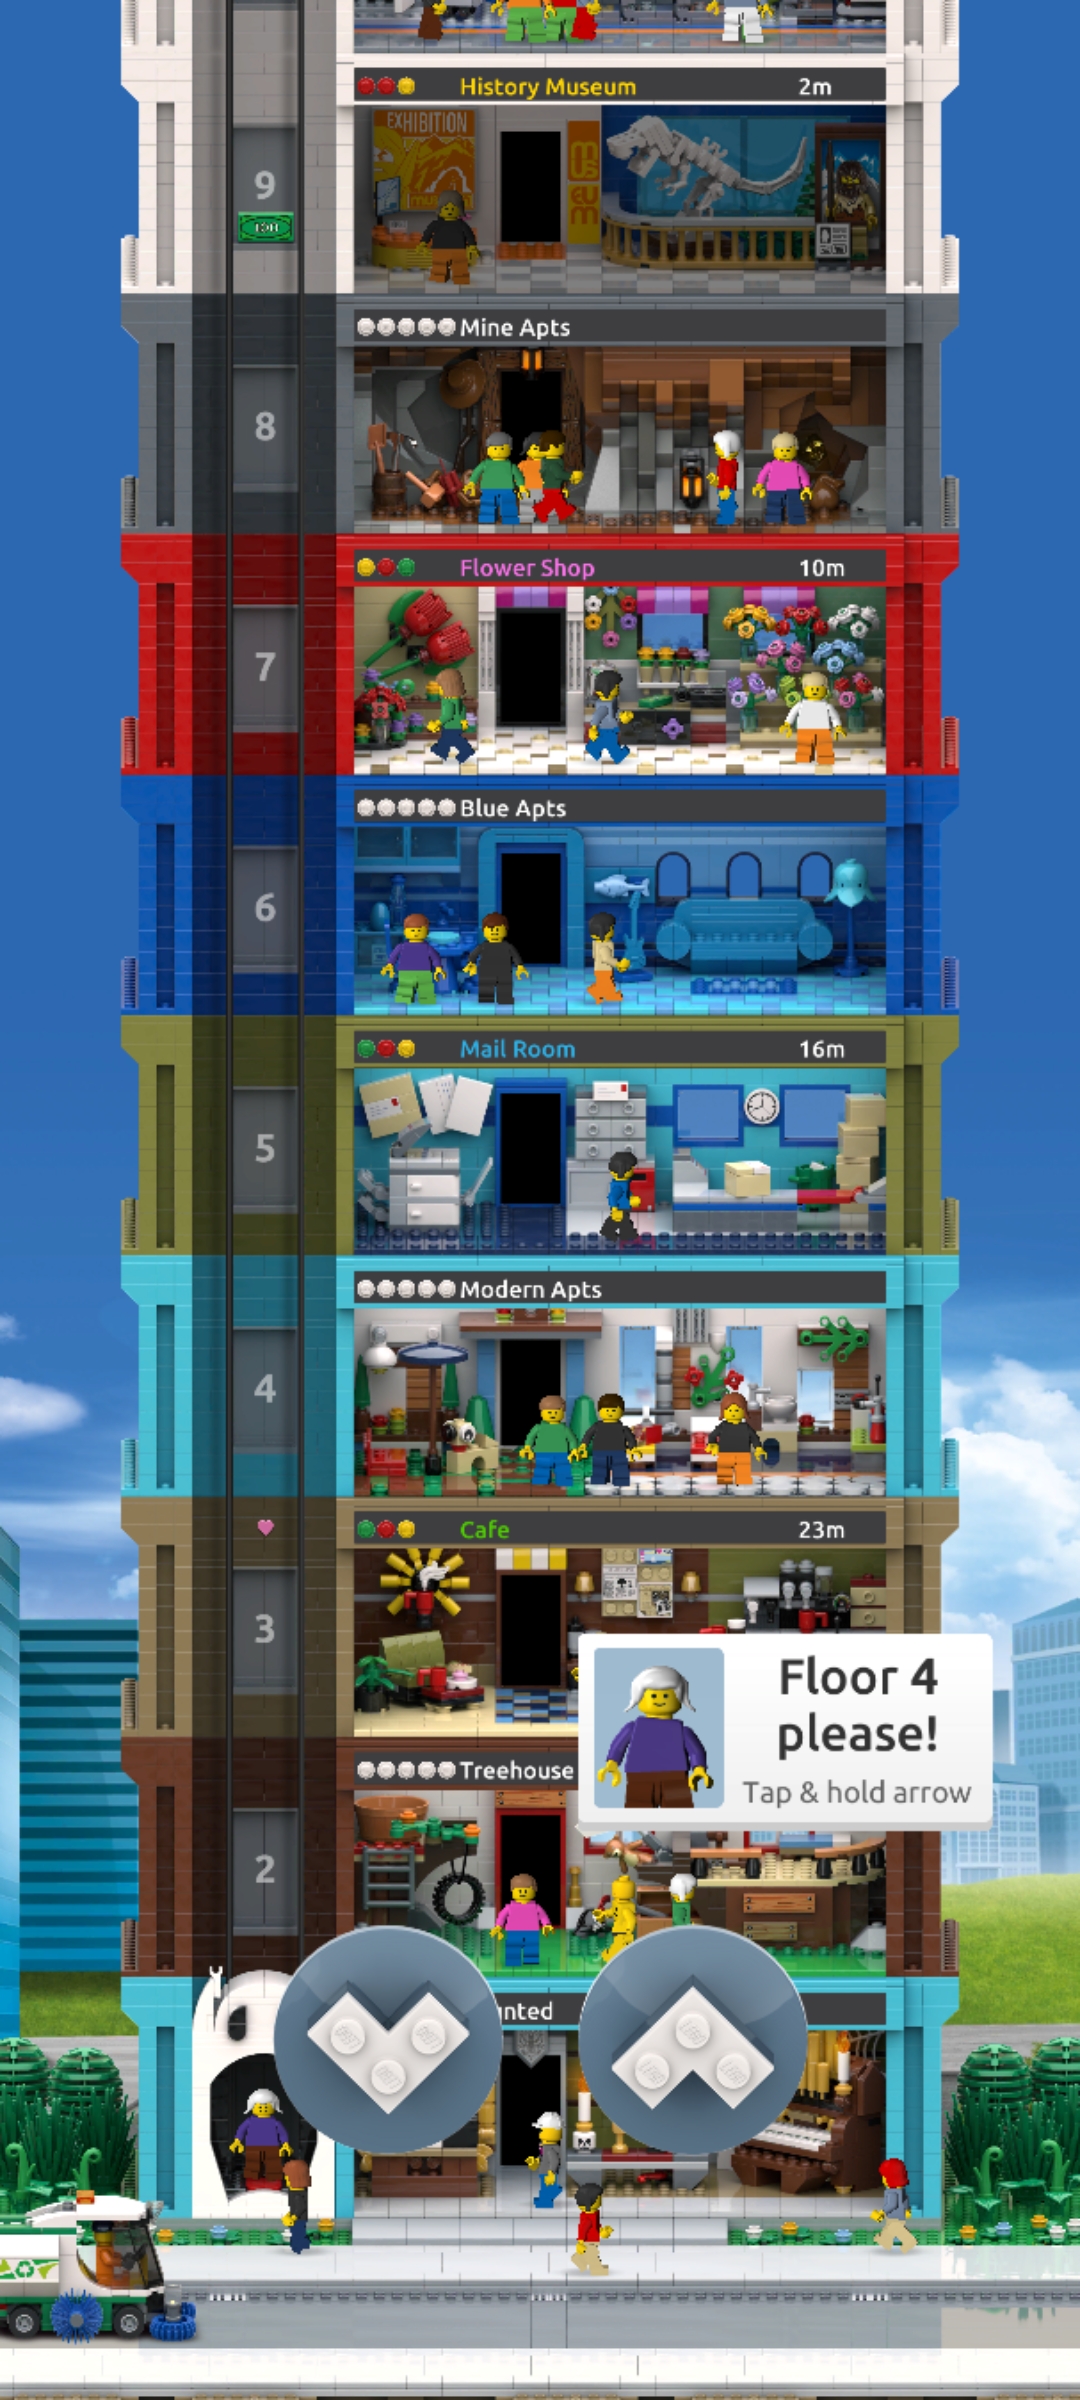 History Museum 2m
EXHIBITION
museum
9
100
Mine Apts
8
Flower Shop 10m
7
Blue Apts
6
Mail Room 16m
5
Modern Apts
4
Cafe 23m
3
Floor 4
please!
Tap & hold arrow
Treehouse
2
nted